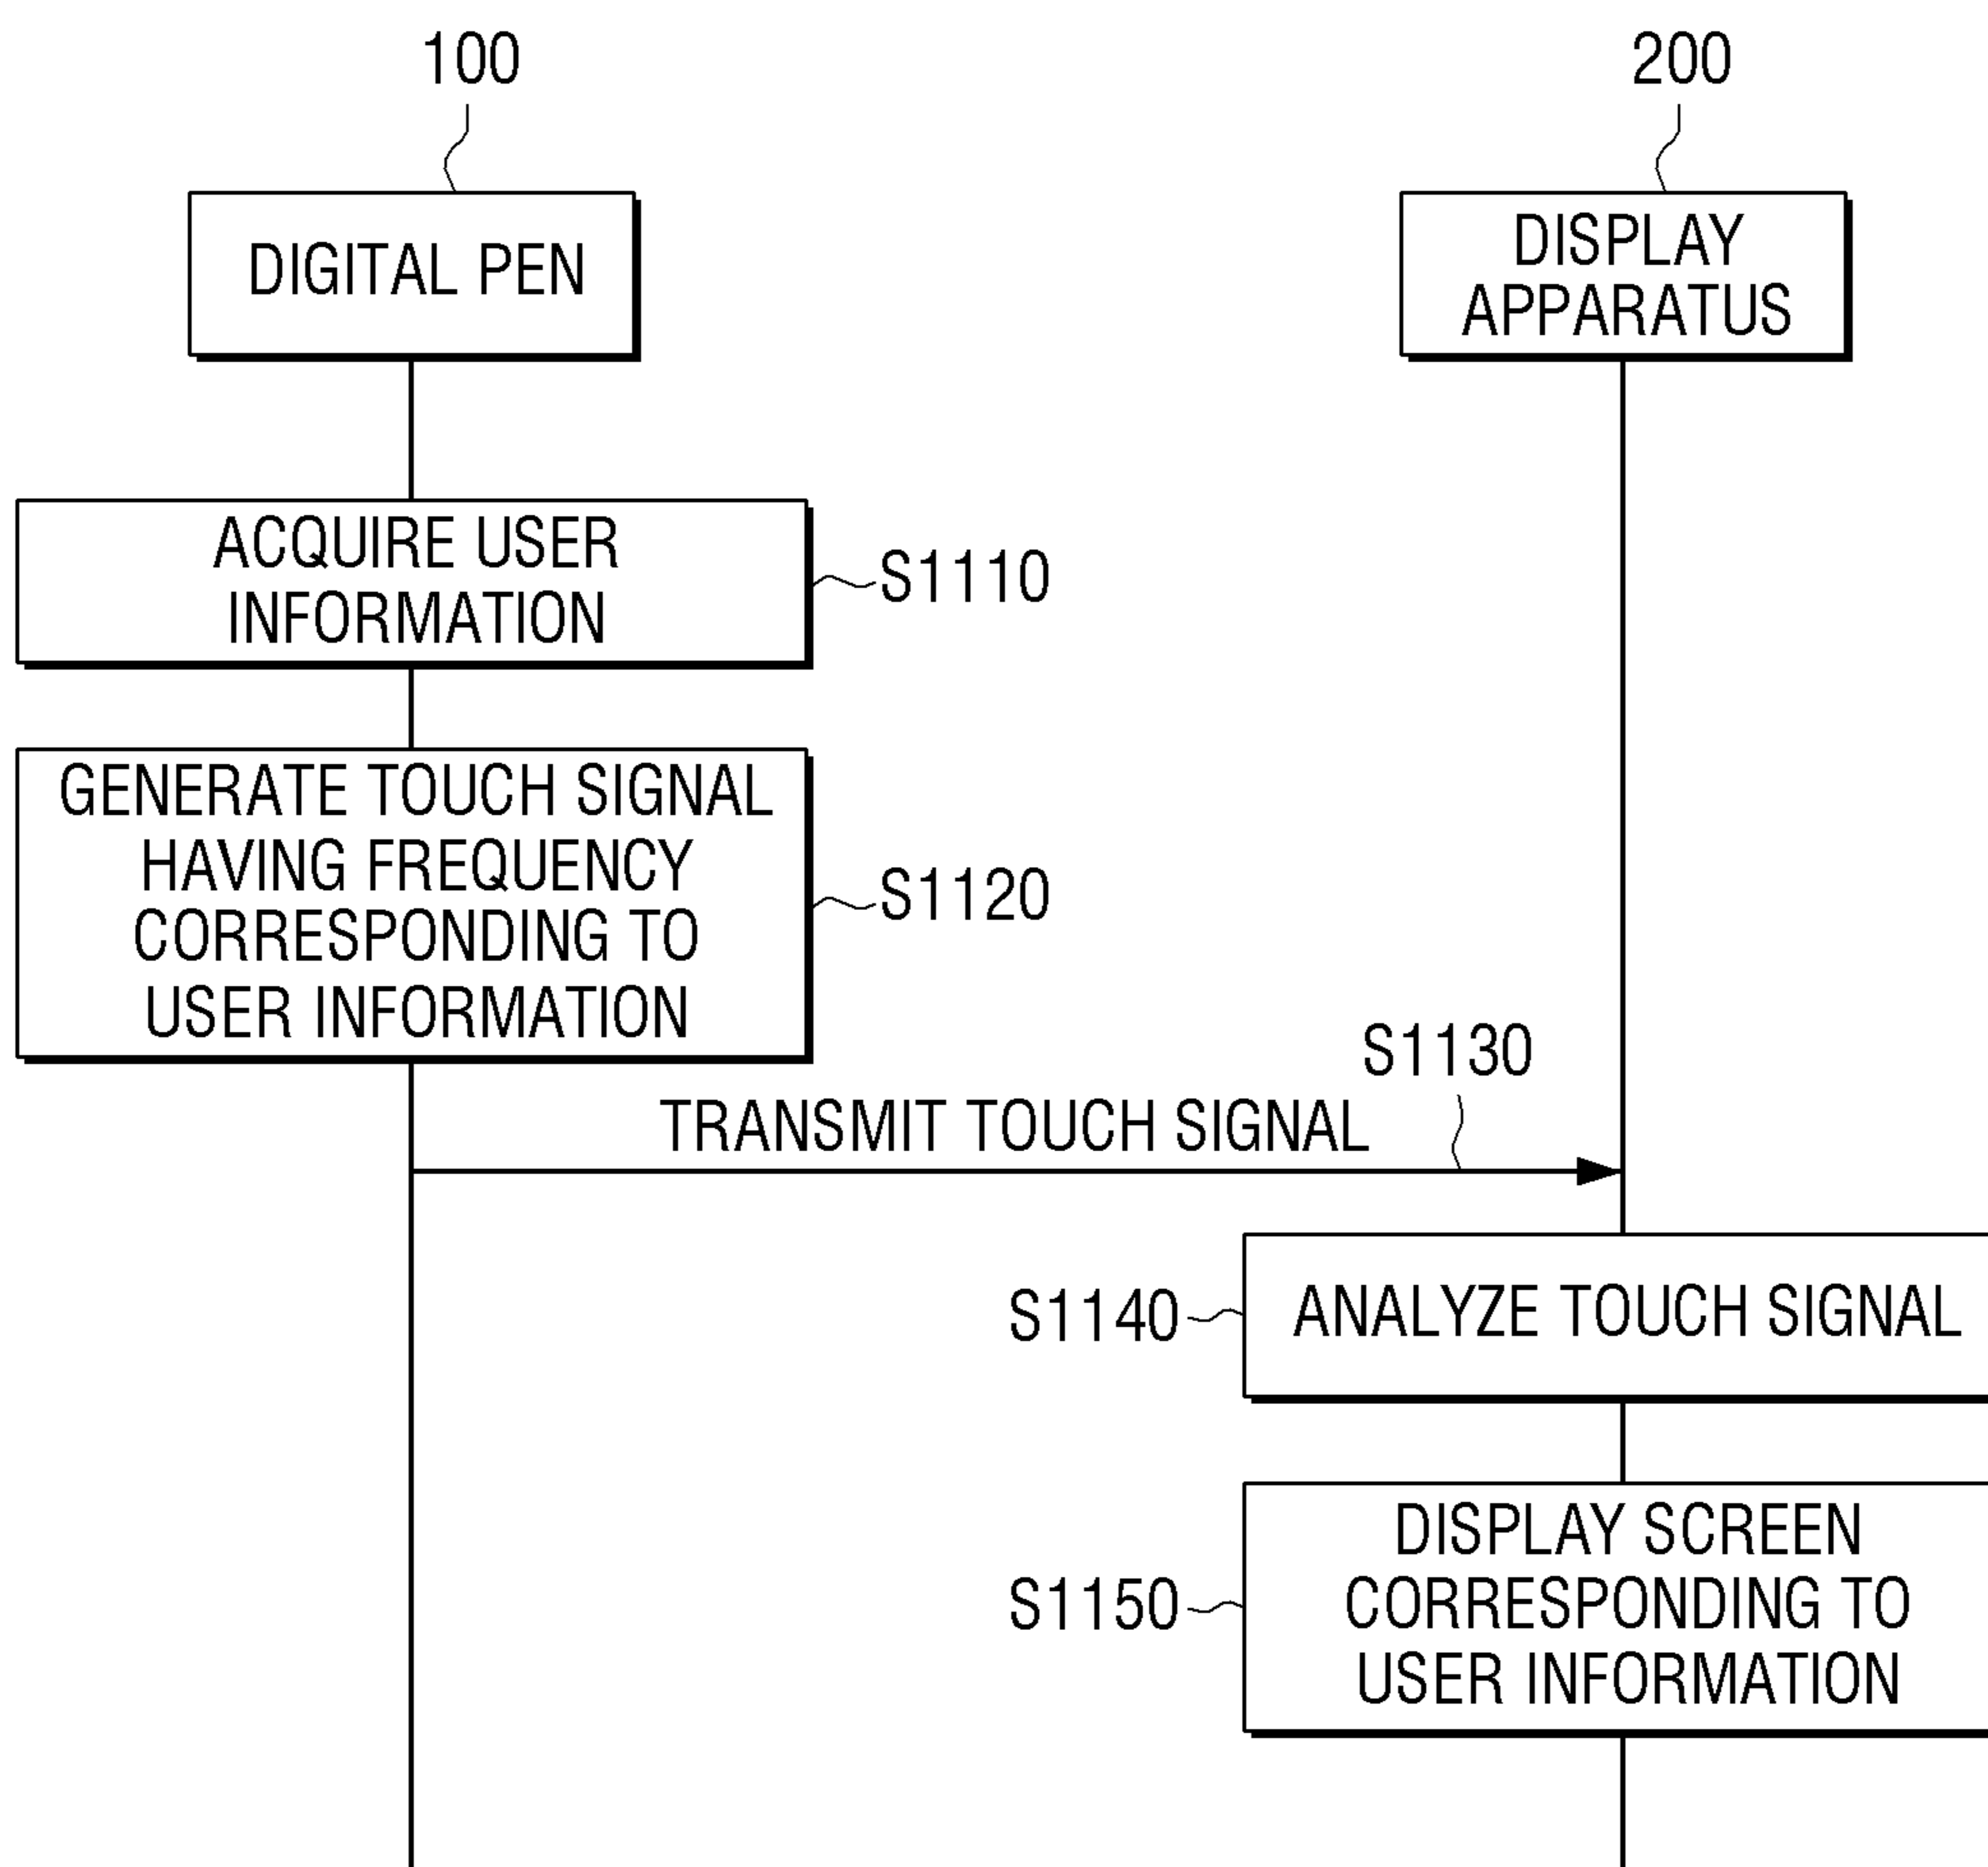 100
200
DIGITAL PEN
DISPLAY
APPARATUS
ACQUIRE USER
INFORMATION
S1110
GENERATE TOUCH SIGNAL
HAVING FREQUENCY
CORRESPONDING TO
USER INFORMATION
S1120
S1130
TRANSMIT TOUCH SIGNAL
S1140
ANALYZE TOUCH SIGNAL
S1150
DISPLAY SCREEN
CORRESPONDING TO
USER INFORMATION